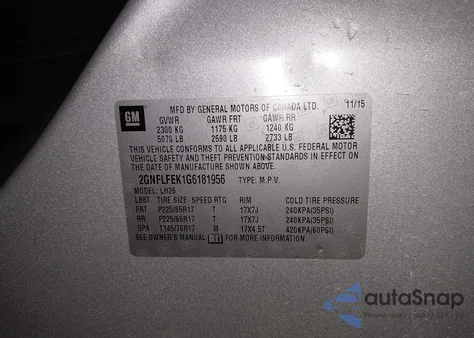 GM
MFD BY GENERAL MOTORS OF CANADA LTD. 11/15
GVWR GAWR FRT GAWR RR
2300 KG 1175 KG 1240 KG
5070 LB 2590 LB 2733 LB
THIS VEHICLE CONFORMS TO ALL APPLICABLE U.S. FEDERAL MOTOR
VEHICLE SAFETY, AND THEFT PREVENTION STANDARDS IN EFFECT ON THE
DATE OF MANUFACTURE SHOWN ABOVE.
2GNFLFEK1G6181956 TYPE: M.P.V.
MODEL: LH26
TIRE SIZE SPEED RTG RIM COLD TIRE PRESSURE
FRT P225/65R17 T 17X7J 240KPA(35PSI)
RR P225/65R17 T 17X7J 240KPA(35PSI)
SPA T145/70R17 M 17X4.5T 420KPA(60PSI)
SEE OWNER'S MANUAL FOR MORE INFORMATION.
autoSnap